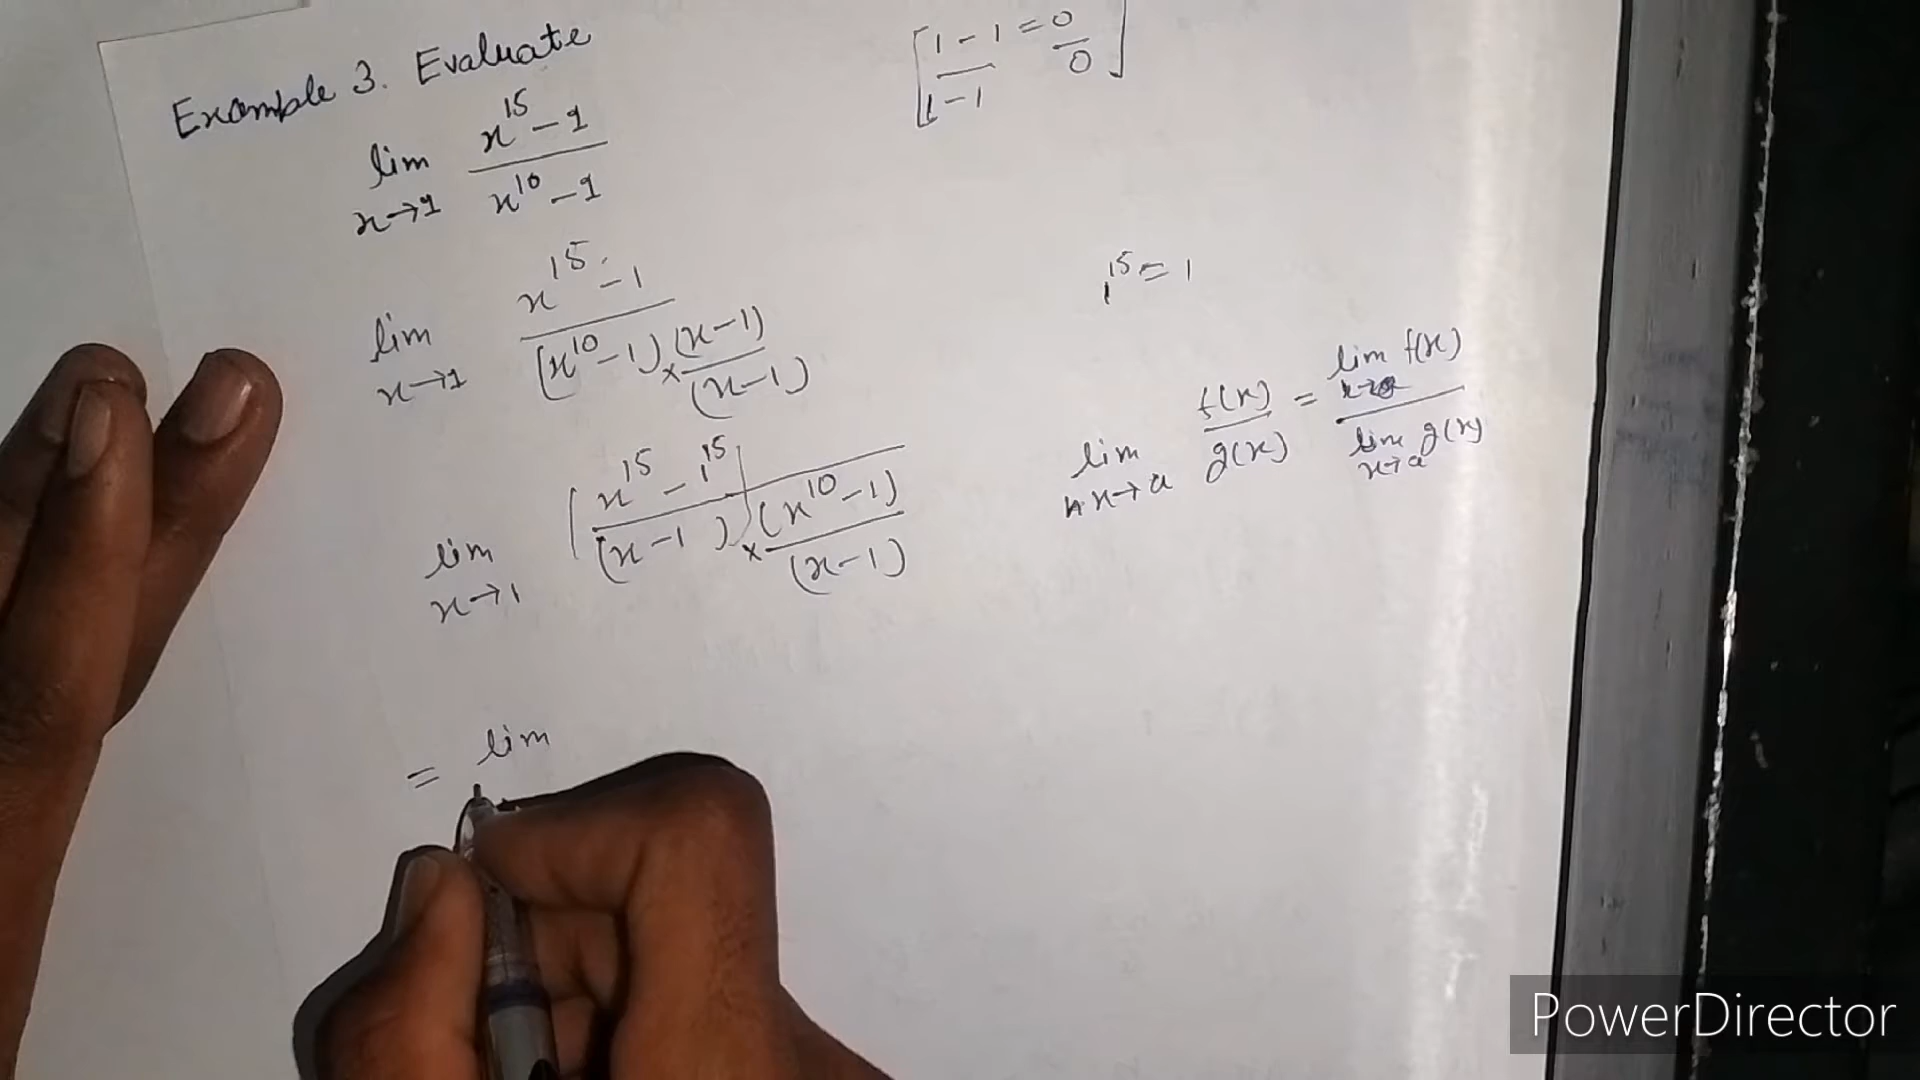 Example 3. Evaluate
lim x→1 (x^15 - 1)/(x^10 - 1)
[(1-1)/(1-1) = 0/0]
lim x→1 (x^15 - 1)/((x^10 - 1) × (x-1)/(x-1))
1^15 = 1
lim x→a f(x)/g(x) = lim x→a f(x)/lim x→a g(x)
lim x→1 ((x^15 - 1^15)/(x-1)) / × (x^10 - 1)/(x-1)
= lim
PowerDirector